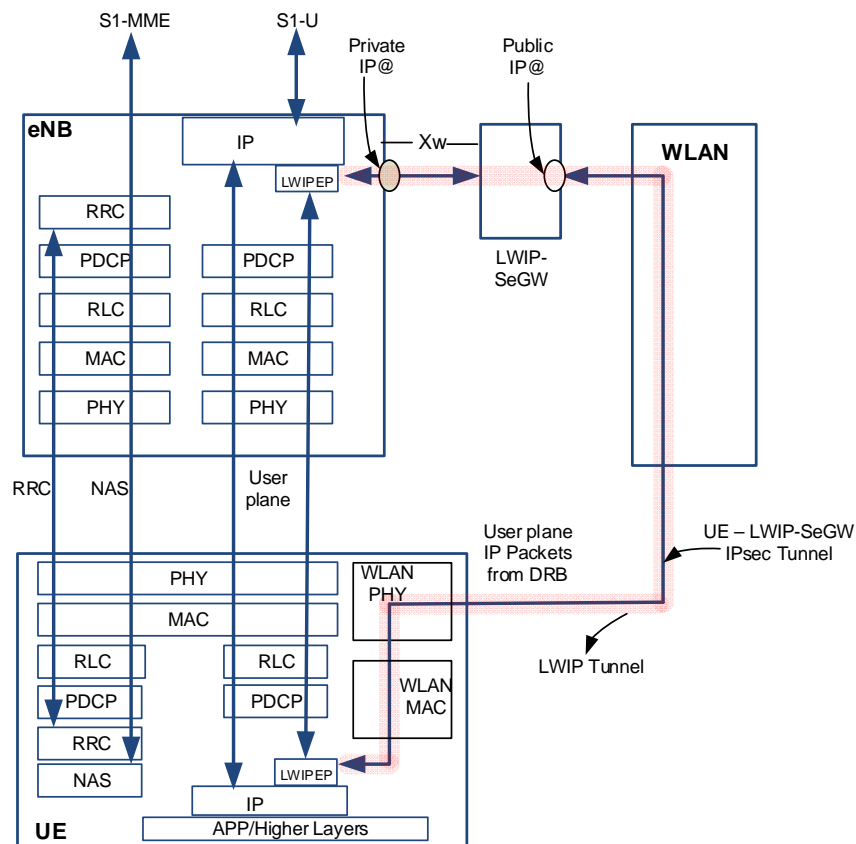 S1-MME
S1-U
Private
IP@
Public
IP@
eNB
IP
LWIPEP
Xw
WLAN
RRC
PDCP
RLC
MAC
PHY
PDCP
RLC
MAC
PHY
LWIP-
SeGW
RRC
NAS
User
plane
User plane
IP Packets
from DRB
UE – LWIP-SeGW
IPsec Tunnel
LWIP Tunnel
PHY
MAC
WLAN
PHY
RLC
PDCP
RRC
NAS
RLC
PDCP
WLAN
MAC
LWIPEP
IP
APP/Higher Layers
UE